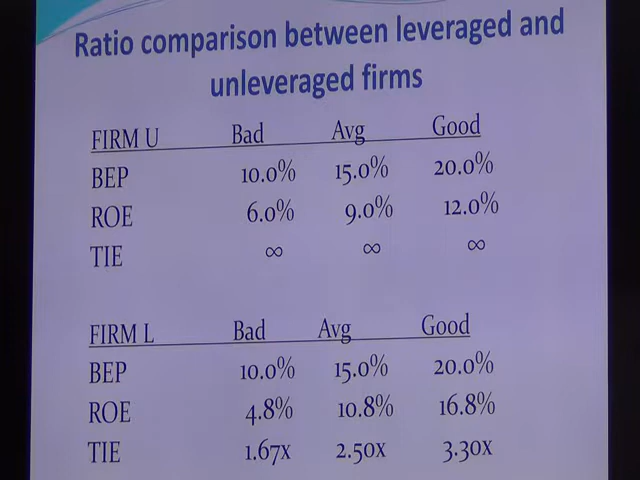 Ratio comparison between leveraged and
unleveraged firms
FIRM U Bad Avg Good
BEP 10.0% 15.0% 20.0%
ROE 6.0% 9.0% 12.0%
TIE ∞ ∞ ∞
FIRM L Bad Avg Good
BEP 10.0% 15.0% 20.0%
ROE 4.8% 10.8% 16.8%
TIE 1.67x 2.50x 3.30x